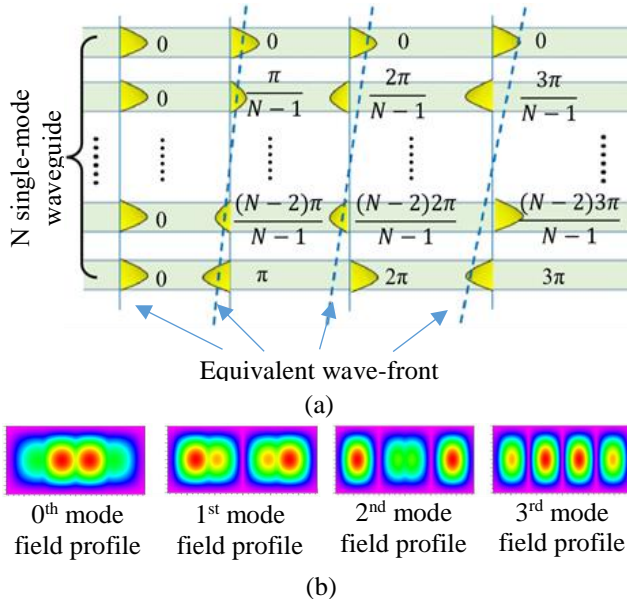 N single-mode
waveguide
0 0 0 0
0 π/(N − 1) 2π/(N − 1) 3π/(N − 1)
...... ...... ...... ...... ......
0 (N − 2)π/(N − 1) (N − 2)2π/(N − 1) (N − 2)3π/(N − 1)
0 π 2π 3π
Equivalent wave-front
(a)
0th mode 1st mode 2nd mode 3rd mode
field profile field profile field profile field profile
(b)